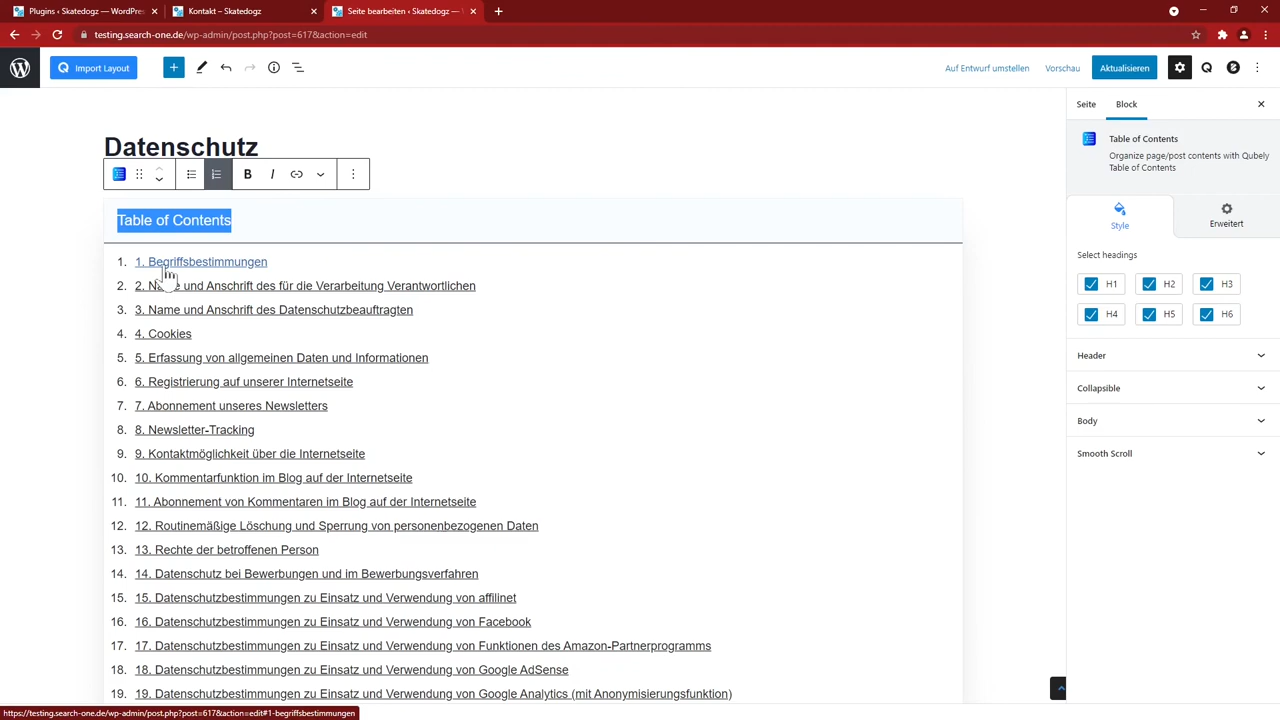 Plugins ‹ Skatedogz — WordPres
Kontakt – Skatedogz
Seite bearbeiten ‹ Skatedogz —
testing.search-one.de/wp-admin/post.php?post=617&action=edit
Import Layout
Auf Entwurf umstellen
Vorschau
Aktualisieren
Datenschutz
B I
Table of Contents
1. 1. Begriffsbestimmungen
2. 2. Name und Anschrift des für die Verarbeitung Verantwortlichen
3. 3. Name und Anschrift des Datenschutzbeauftragten
4. 4. Cookies
5. 5. Erfassung von allgemeinen Daten und Informationen
6. 6. Registrierung auf unserer Internetseite
7. 7. Abonnement unseres Newsletters
8. 8. Newsletter-Tracking
9. 9. Kontaktmöglichkeit über die Internetseite
10. 10. Kommentarfunktion im Blog auf der Internetseite
11. 11. Abonnement von Kommentaren im Blog auf der Internetseite
12. 12. Routinemäßige Löschung und Sperrung von personenbezogenen Daten
13. 13. Rechte der betroffenen Person
14. 14. Datenschutz bei Bewerbungen und im Bewerbungsverfahren
15. 15. Datenschutzbestimmungen zu Einsatz und Verwendung von affilinet
16. 16. Datenschutzbestimmungen zu Einsatz und Verwendung von Facebook
17. 17. Datenschutzbestimmungen zu Einsatz und Verwendung von Funktionen des Amazon-Partnerprogramms
18. 18. Datenschutzbestimmungen zu Einsatz und Verwendung von Google AdSense
19. 19. Datenschutzbestimmungen zu Einsatz und Verwendung von Google Analytics (mit Anonymisierungsfunktion)
Seite
Block
Table of Contents
Organize page/post contents with Qubely
Table of Contents
Style
Erweitert
Select headings
H1 H2 H3
H4 H5 H6
Header
Collapsible
Body
Smooth Scroll
https://testing.search-one.de/wp-admin/post.php?post=617&action=edit#1-begriffsbestimmungen